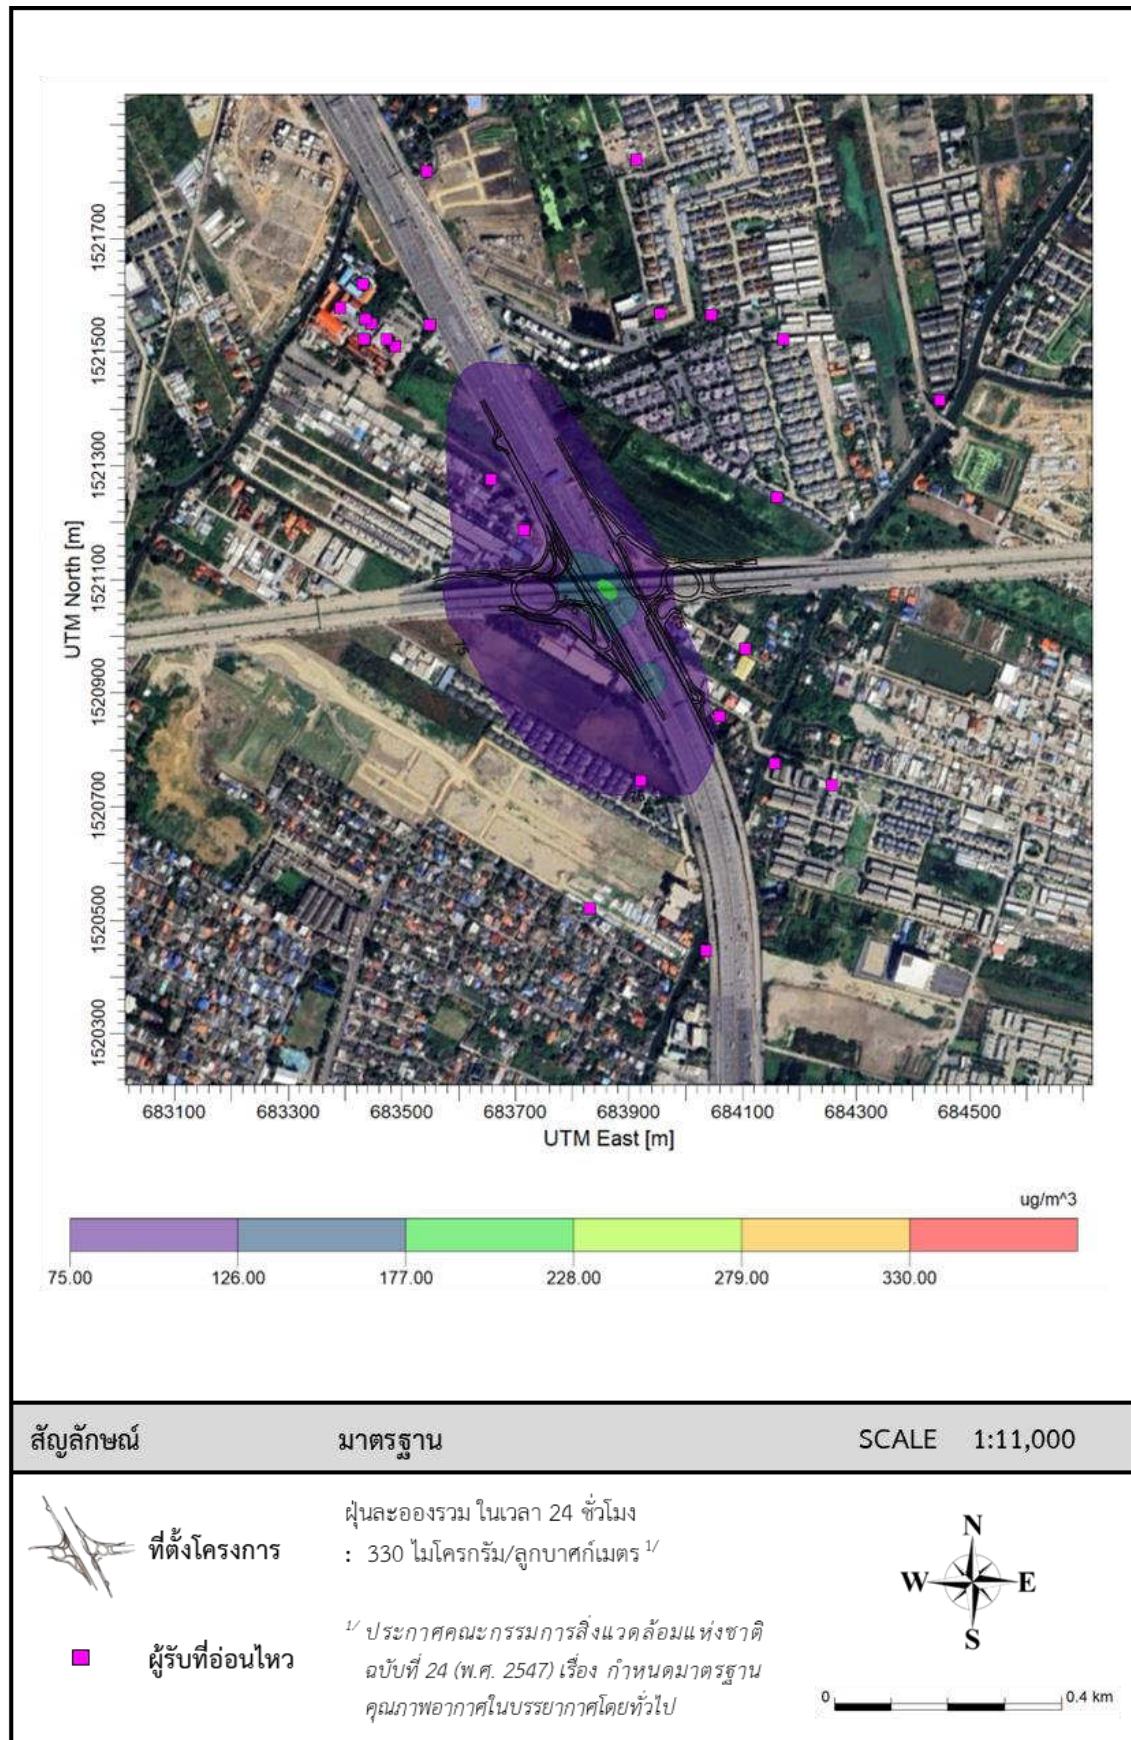 1521700
1521500
1521300
1521100
1520900
1520700
1520500
1520300
UTM North [m]
75
75
683100 683300 683500 683700 683900 684100 684300 684500
UTM East [m]
ug/m^3
75.00 126.00 177.00 228.00 279.00 330.00
สัญลักษณ์ มาตรฐาน SCALE 1:11,000
ที่ตั้งโครงการ
ฝุ่นละอองรวม ในเวลา 24 ชั่วโมง
: 330 ไมโครกรัม/ลูกบาศก์เมตร 1/
N
W E
S
ผู้รับที่อ่อนไหว
1/ ประกาศคณะกรรมการสิ่งแวดล้อมแห่งชาติ
ฉบับที่ 24 (พ.ศ. 2547) เรื่อง กำหนดมาตรฐาน
คุณภาพอากาศในบรรยากาศโดยทั่วไป
0 0.4 km